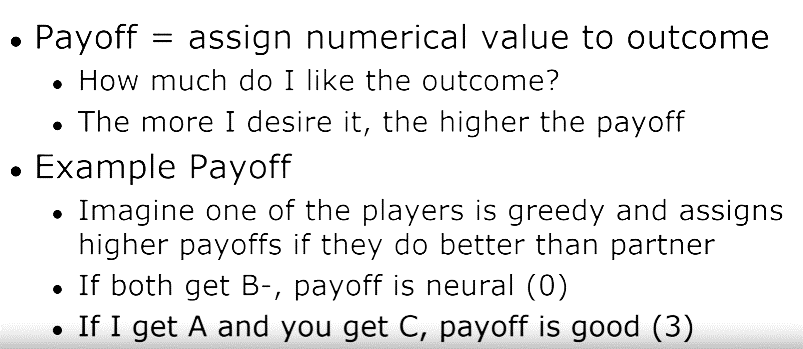 • Payoff = assign numerical value to outcome
• How much do I like the outcome?
• The more I desire it, the higher the payoff
• Example Payoff
• Imagine one of the players is greedy and assigns
higher payoffs if they do better than partner
• If both get B-, payoff is neural (0)
• If I get A and you get C, payoff is good (3)